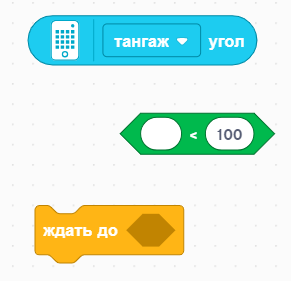 тангаж угол
< 100
ждать до